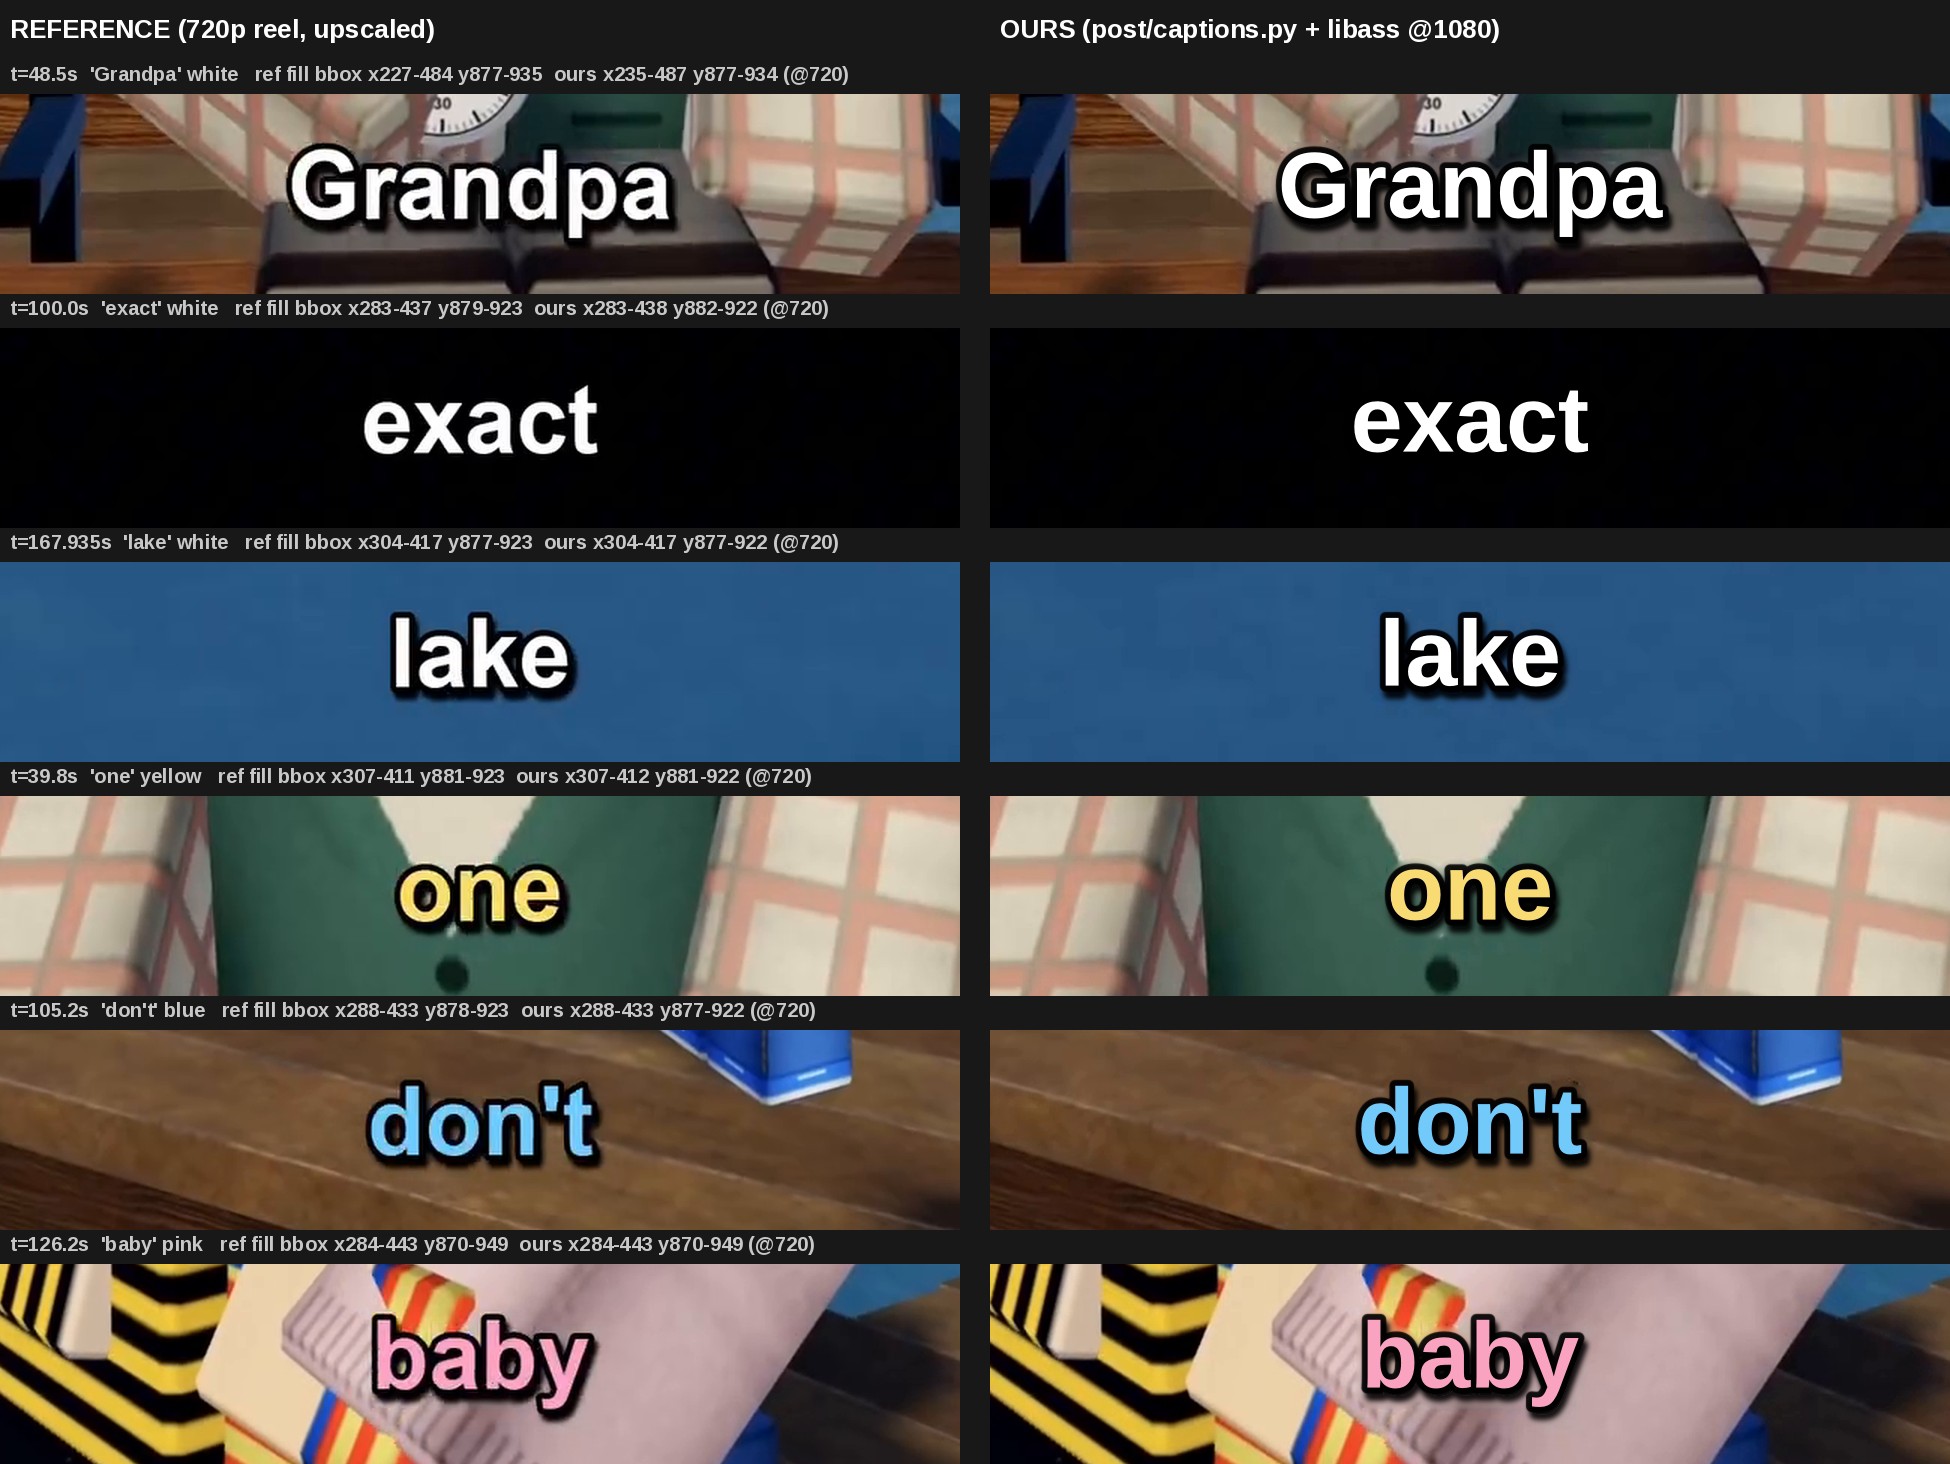 REFERENCE (720p reel, upscaled) OURS (post/captions.py + libass @1080)
t=48.5s 'Grandpa' white ref fill bbox x227-484 y877-935 ours x235-487 y877-934 (@720)
30 30
Grandpa Grandpa
t=100.0s 'exact' white ref fill bbox x283-437 y879-923 ours x283-438 y882-922 (@720)
exact exact
t=167.935s 'lake' white ref fill bbox x304-417 y877-923 ours x304-417 y877-922 (@720)
lake lake
t=39.8s 'one' yellow ref fill bbox x307-411 y881-923 ours x307-412 y881-922 (@720)
one one
t=105.2s 'don't' blue ref fill bbox x288-433 y878-923 ours x288-433 y877-922 (@720)
don't don't
t=126.2s 'baby' pink ref fill bbox x284-443 y870-949 ours x284-443 y870-949 (@720)
baby baby